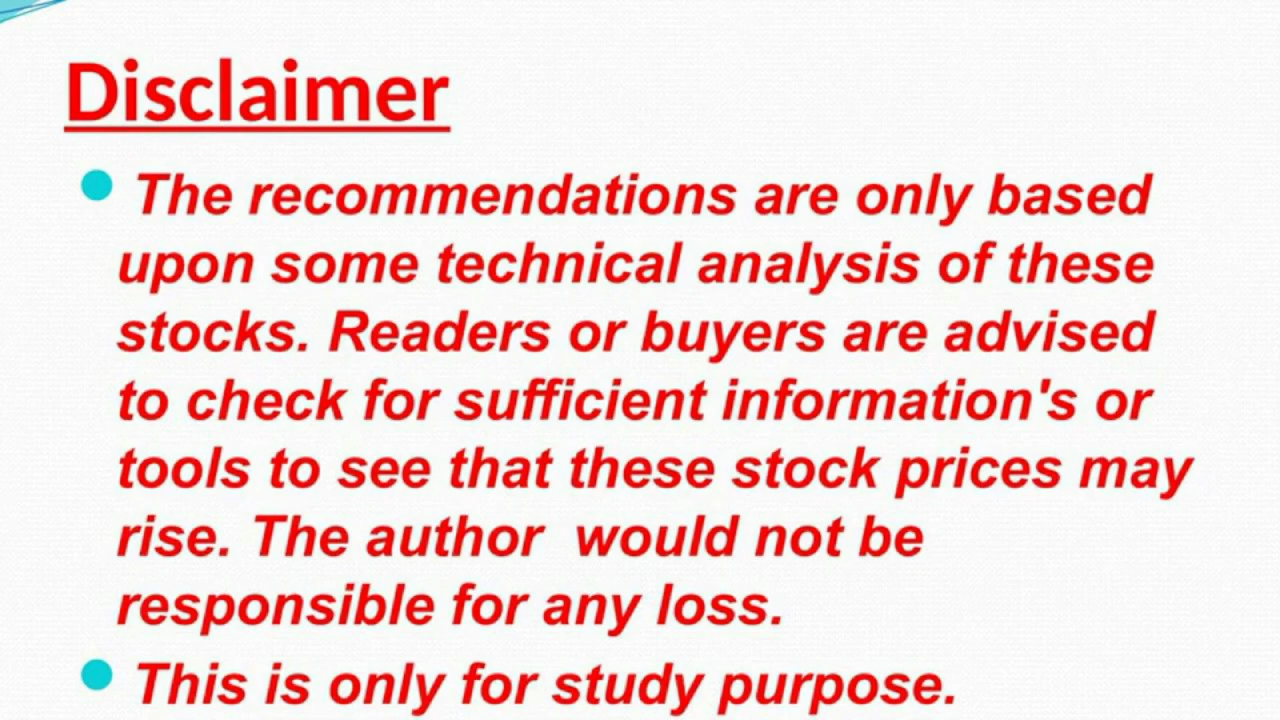 Disclaimer
The recommendations are only based
upon some technical analysis of these
stocks. Readers or buyers are advised
to check for sufficient information's or
tools to see that these stock prices may
rise. The author  would not be
responsible for any loss.
This is only for study purpose.